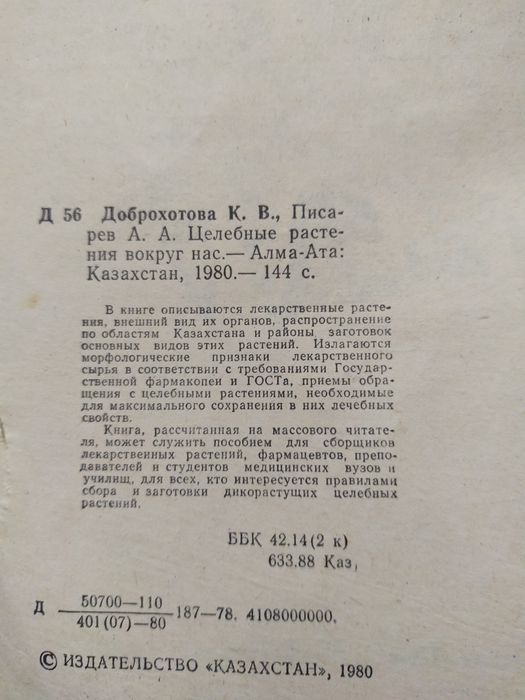 Д 56 Доброхотова К. В., Писа-
рев А. А. Целебные расте-
ния вокруг нас.— Алма-Ата:
Казахстан, 1980.— 144 с.
В книге описываются лекарственные расте-
ния, внешний вид их органов, распространение
по областям Казахстана и районы заготовок
основных видов этих растений. Излагаются
морфологические признаки лекарственного
сырья в соответствии с требованиями Государ-
ственной фармакопеи и ГОСТа, приемы обра-
щения с целебными растениями, необходимые
для максимального сохранения в них лечебных
свойств.
Книга, рассчитанная на массового читате-
ля, может служить пособием для сборщиков
лекарственных растений, фармацевтов, препо-
давателей и студентов медицинских вузов и
училищ, для всех, кто интересуется правилами
сбора и заготовки дикорастущих целебных
растений.
ББК 42.14(2 к)
633.88 Каз,
Д 50700—110
401(07)—80 187—78. 4108000000.
© ИЗДАТЕЛЬСТВО «КАЗАХСТАН», 1980